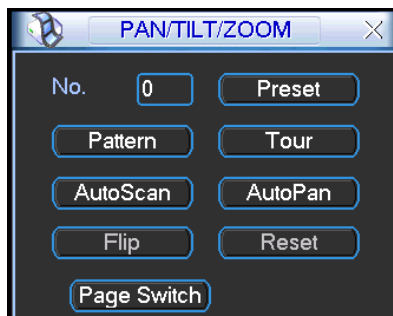 PAN/TILT/ZOOM
No. 0 Preset
Pattern Tour
AutoScan AutoPan
Flip Reset
Page Switch